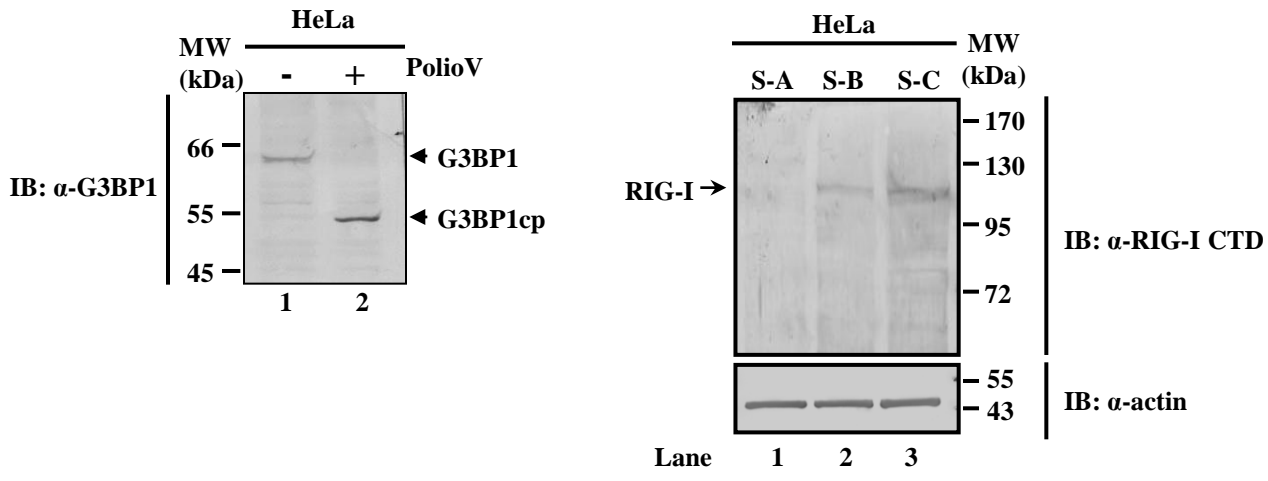 HeLa
MW
(kDa)
- + PolioV
66
55
45
IB: α-G3BP1
G3BP1
G3BP1cp
1 2
HeLa
MW
(kDa)
S-A S-B S-C
170
130
95
72
RIG-I
IB: α-RIG-I CTD
55
43
IB: α-actin
Lane 1 2 3